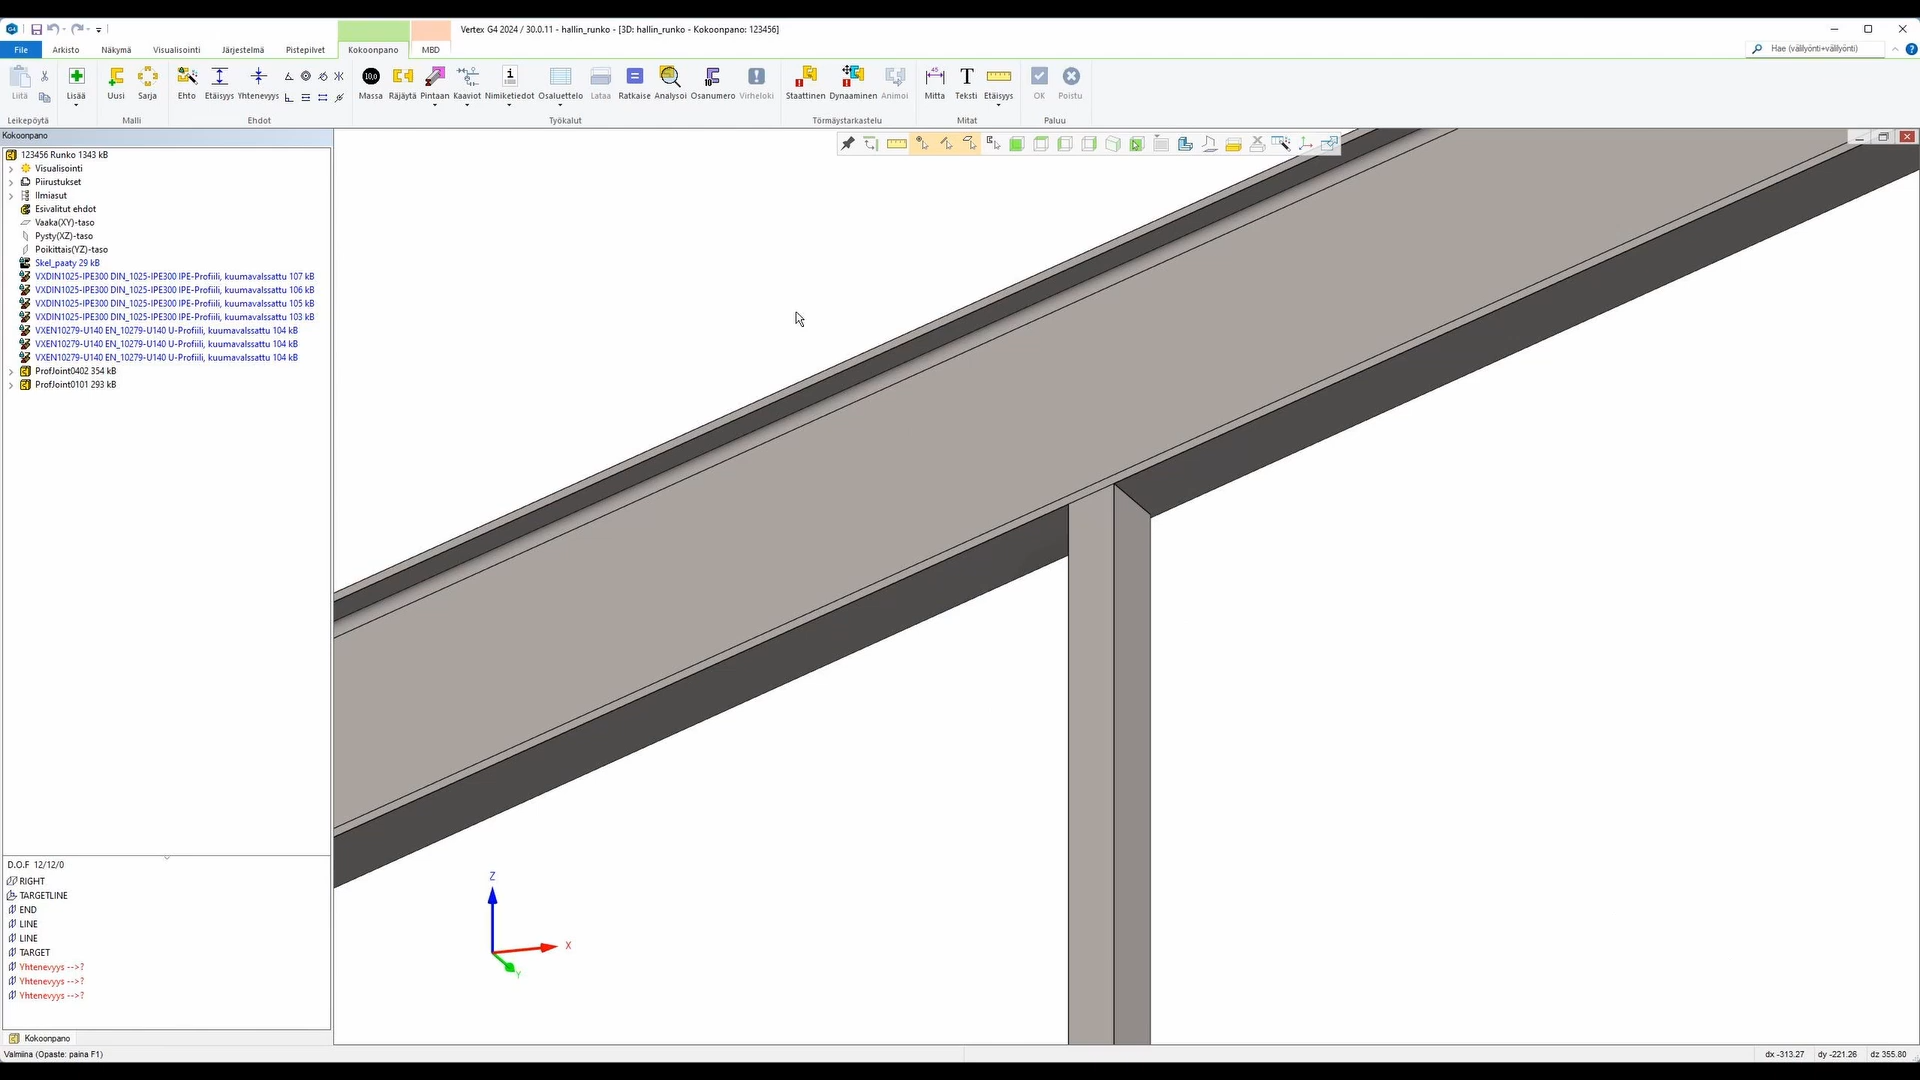 Vertex G4 2024 / 30.0.11 - hallin_runko - [3D: hallin_runko - Kokoonpano: 123456]
File Arkisto Näkymä Visualisointi Järjestelmä Pistepilvet Kokoonpano MBD Hae (välilyönti+välilyönti)
Liitä Lisää Uusi Sarja Ehto Etäisyys Yhtenevyys Massa Räjäytä Pintaan Kaaviot Nimiketiedot Osaluettelo Lataa Ratkaise Analysoi Osanumero Virheloki Staattinen Dynaaminen Animoi Mitta Teksti Etäisyys OK Poistu
Leikepöytä Malli Ehdot Työkalut Törmäystarkastelu Mitat Paluu
Kokoonpano
123456 Runko 1343 kB
Visualisointi
Piirustukset
Ilmiasut
Esivalitut ehdot
Vaaka(XY)-taso
Pysty(XZ)-taso
Poikittais(YZ)-taso
Skel_paaty 29 kB
VXDIN1025-IPE300 DIN_1025-IPE300 IPE-Profiili, kuumavalssattu 107 kB
VXDIN1025-IPE300 DIN_1025-IPE300 IPE-Profiili, kuumavalssattu 106 kB
VXDIN1025-IPE300 DIN_1025-IPE300 IPE-Profiili, kuumavalssattu 105 kB
VXDIN1025-IPE300 DIN_1025-IPE300 IPE-Profiili, kuumavalssattu 103 kB
VXEN10279-U140 EN_10279-U140 U-Profiili, kuumavalssattu 104 kB
VXEN10279-U140 EN_10279-U140 U-Profiili, kuumavalssattu 104 kB
VXEN10279-U140 EN_10279-U140 U-Profiili, kuumavalssattu 104 kB
ProfJoint0402 354 kB
ProfJoint0101 293 kB
D.O.F 12/12/0
RIGHT
TARGETLINE
END
LINE
LINE
TARGET
Yhtenevyys -->?
Yhtenevyys -->?
Yhtenevyys -->?
Z
X
Y
Kokoonpano
Valmiina (Opaste: paina F1)
dx -313.27 dy -221.26 dz 355.80